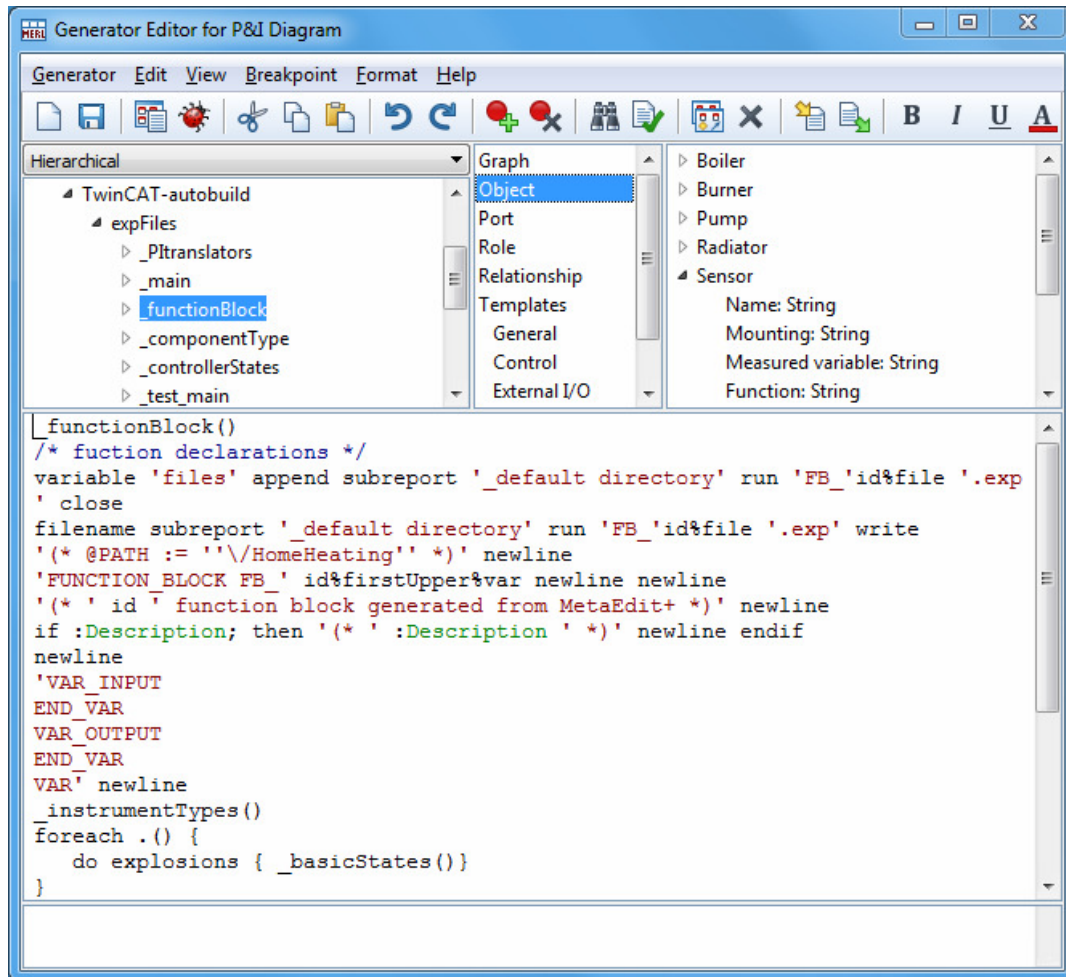 MERL Generator Editor for P&I Diagram
Generator Edit View Breakpoint Format Help
B I U A
Hierarchical
TwinCAT-autobuild
expFiles
_PItranslators
_main
_functionBlock
_componentType
_controllerStates
_test_main
Graph
Object
Port
Role
Relationship
Templates
General
Control
External I/O
Boiler
Burner
Pump
Radiator
Sensor
Name: String
Mounting: String
Measured variable: String
Function: String
_functionBlock()
/* fuction declarations */
variable 'files' append subreport '_default directory' run 'FB_'id%file '.exp
' close
filename subreport '_default directory' run 'FB_'id%file '.exp' write
'(* @PATH := ''\/HomeHeating'' *)' newline
'FUNCTION_BLOCK FB_' id%firstUpper%var newline newline
'(* ' id ' function block generated from MetaEdit+ *)' newline
if :Description; then '(* ' :Description ' *)' newline endif
newline
'VAR_INPUT
END_VAR
VAR_OUTPUT
END_VAR
VAR' newline
_instrumentTypes()
foreach .() {
   do explosions { _basicStates()}
}